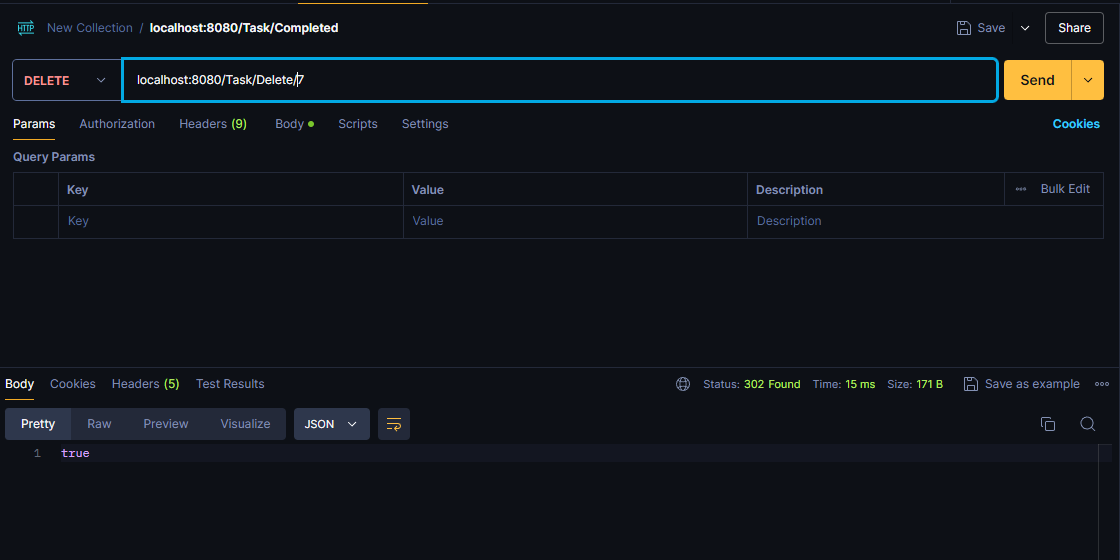 HTTP New Collection / localhost:8080/Task/Completed Save Share
DELETE localhost:8080/Task/Delete/7 Send
Params Authorization Headers (9) Body Scripts Settings Cookies
Query Params
Key Value Description Bulk Edit
Key Value Description
Body Cookies Headers (5) Test Results Status: 302 Found Time: 15 ms Size: 171 B Save as example
Pretty Raw Preview Visualize JSON
1 true